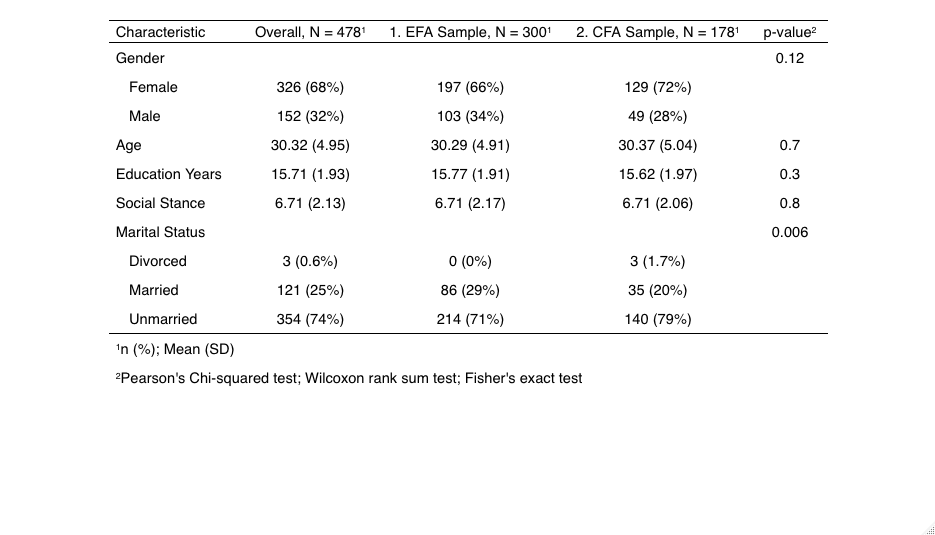 Characteristic Overall, N = 478¹ 1. EFA Sample, N = 300¹ 2. CFA Sample, N = 178¹ p-value²
Gender 0.12
Female 326 (68%) 197 (66%) 129 (72%)
Male 152 (32%) 103 (34%) 49 (28%)
Age 30.32 (4.95) 30.29 (4.91) 30.37 (5.04) 0.7
Education Years 15.71 (1.93) 15.77 (1.91) 15.62 (1.97) 0.3
Social Stance 6.71 (2.13) 6.71 (2.17) 6.71 (2.06) 0.8
Marital Status 0.006
Divorced 3 (0.6%) 0 (0%) 3 (1.7%)
Married 121 (25%) 86 (29%) 35 (20%)
Unmarried 354 (74%) 214 (71%) 140 (79%)
¹n (%); Mean (SD)
²Pearson's Chi-squared test; Wilcoxon rank sum test; Fisher's exact test